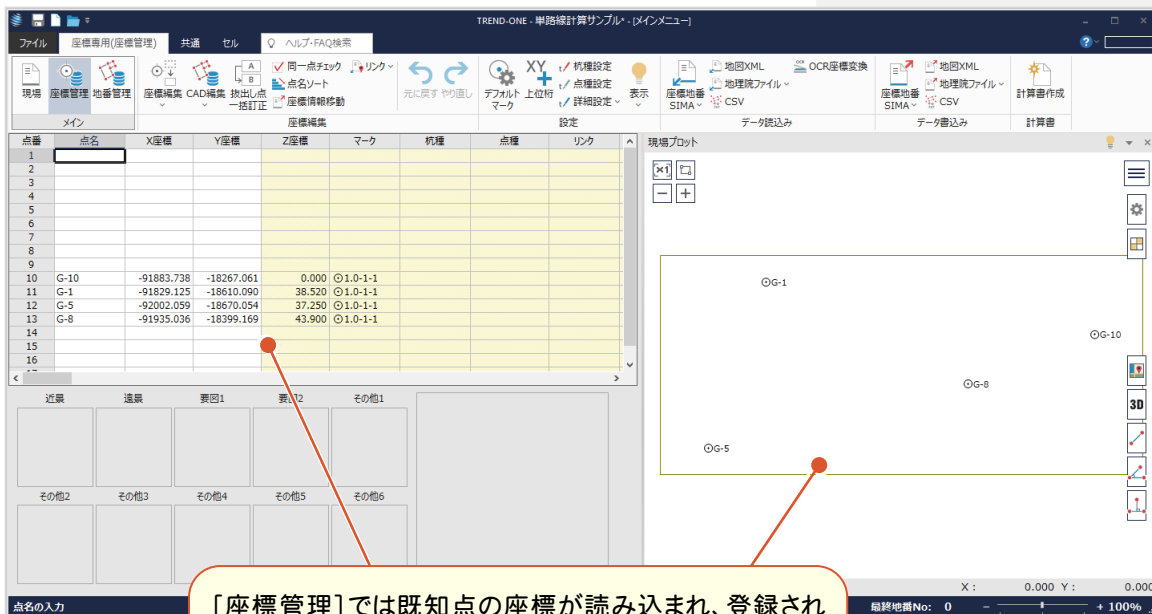 TREND-ONE - 単路線計算サンプル* - [メインメニュー]
ファイル 座標専用(座標管理) 共通 セル ヘルプ・FAQ検索
現場 座標管理 地番管理 座標編集 CAD編集 抜出し点 一括訂正 同一点チェック 点名ソート 座標情報移動 リンク 元に戻す やり直し デフォルトマーク 上位桁 杭種設定 点種設定 詳細設定 表示 座標地番 SIMA 地図XML 地理院ファイル CSV OCR座標変換 座標地番 SIMA 地図XML 地理院ファイル CSV 計算書作成
メイン 座標編集 設定 データ読込み データ書込み 計算書
点番 点名 X座標 Y座標 Z座標 マーク 杭種 点種 リンク
1
2
3
4
5
6
7
8
9
10 G-10 -91883.738 -18267.061 0.000 ⊙1.0-1-1
11 G-1 -91829.125 -18610.090 38.520 ⊙1.0-1-1
12 G-5 -92002.059 -18670.054 37.250 ⊙1.0-1-1
13 G-8 -91935.036 -18399.169 43.900 ⊙1.0-1-1
14
15
16
近景 遠景 要図1 要図2 その他1
その他2 その他3 その他4 その他5 その他6
現場プロット
⊙G-1
⊙G-10
⊙G-8
⊙G-5
3D
X : 0.000 Y : 0.000
[座標管理]では既知点の座標が読み込まれ、登録され
点名の入力
最終地番No: 0 - + 100%